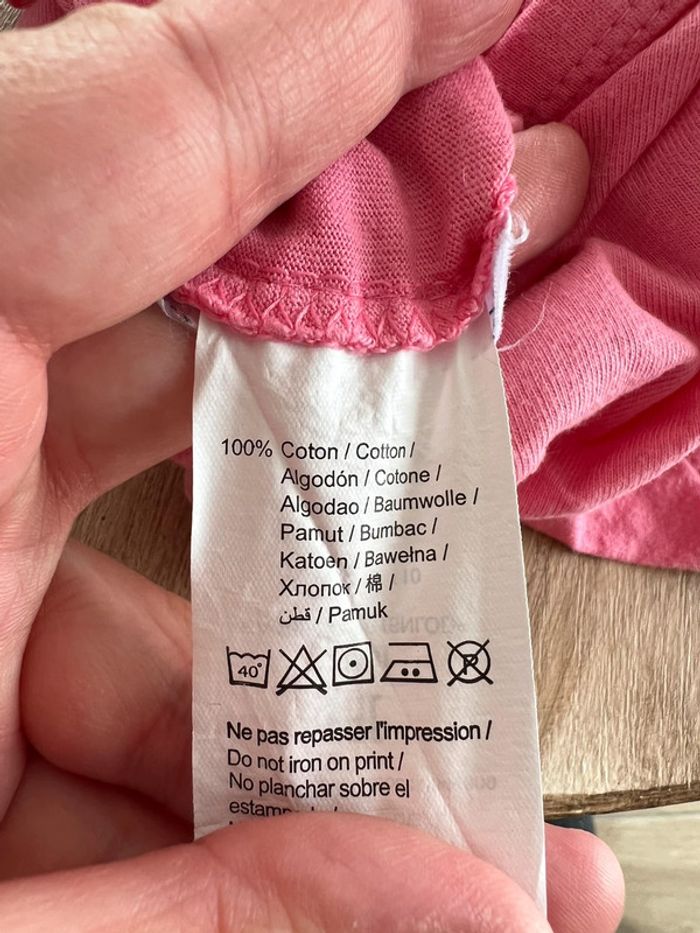 100% Coton / Cotton /
Algodón / Cotone /
Algodao / Baumwolle /
Pamut / Bumbac /
Katoen / Bawełna /
Хлопок / 棉 /
قطن / Pamuk
40°
P
Ne pas repasser l'impression /
Do not iron on print /
No planchar sobre el